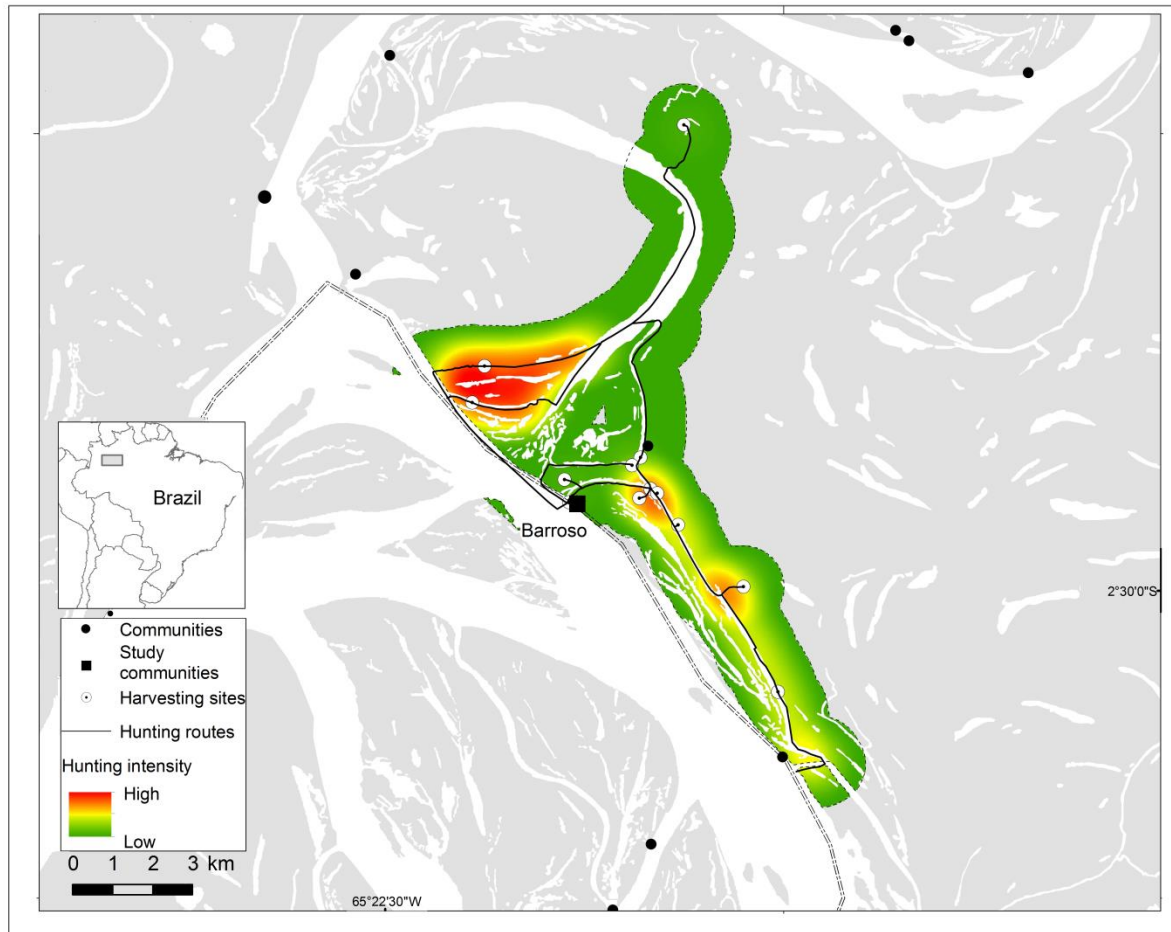 Barroso
Brazil
2°30'0"S
Communities
Study
communities
Harvesting sites
Hunting routes
Hunting intensity
High
Low
0 1 2 3 km
65°22'30"W